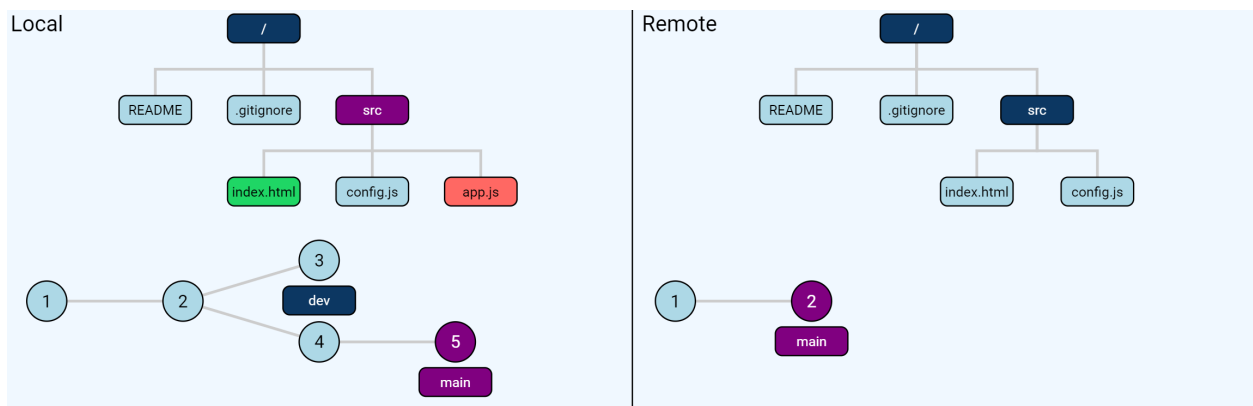 Local
/
README
.gitignore
src
index.html
config.js
app.js
1
2
3
dev
4
5
main
Remote
/
README
.gitignore
src
index.html
config.js
1
2
main